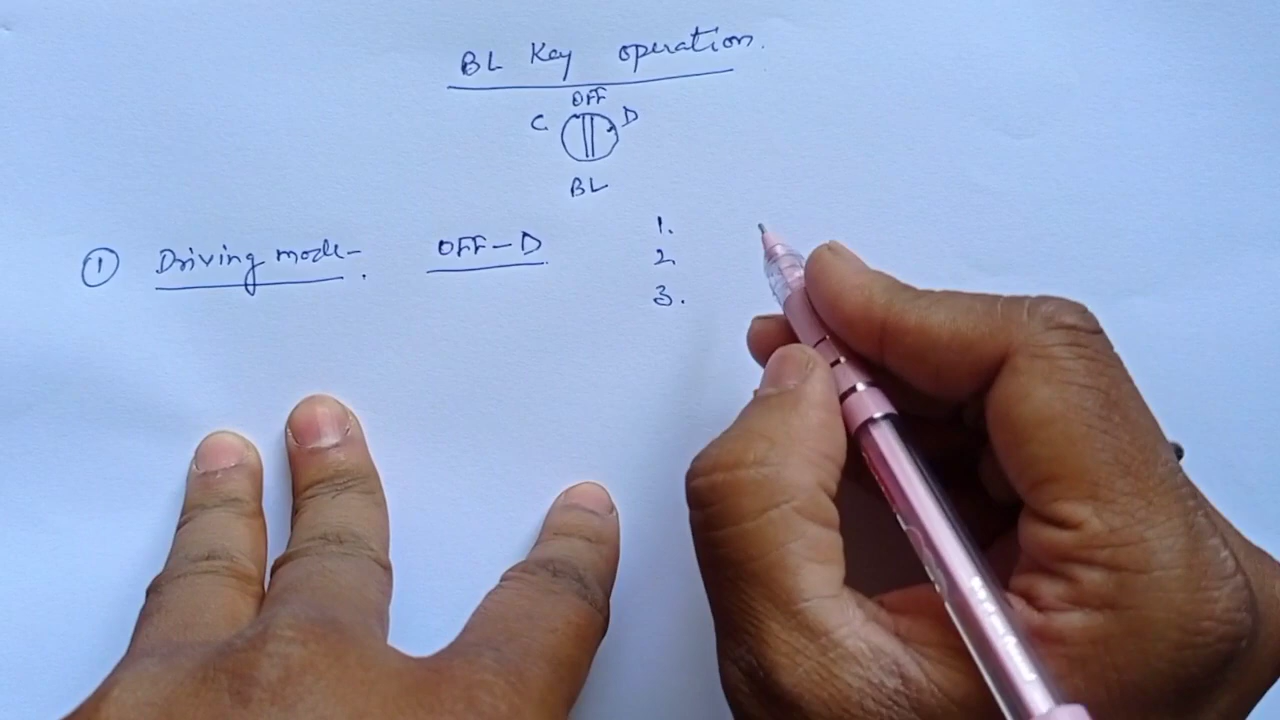 BL Key operation.
OFF
C D
BL
① Driving mode - . OFF - D
1.
2.
3.